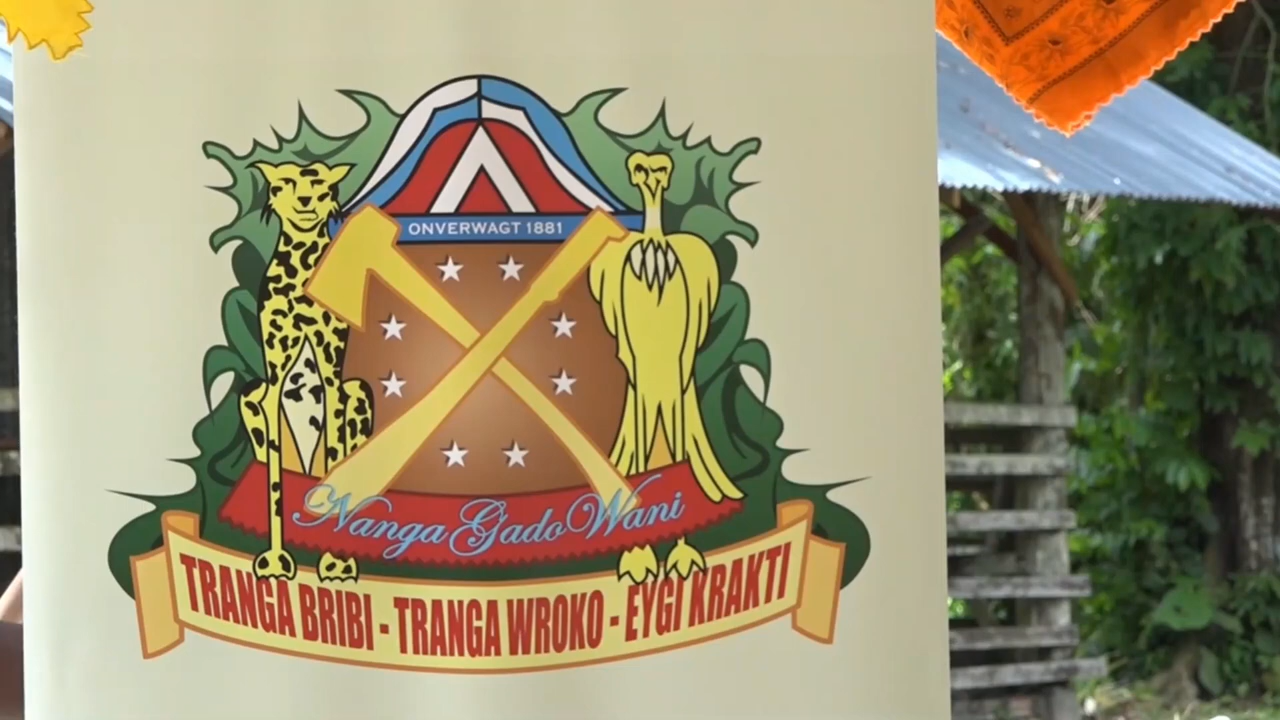 ONVERWAGT 1881
Nanga Gado Wani
TRANGA BRIBI - TRANGA WROKO - EYGI KRAKTI